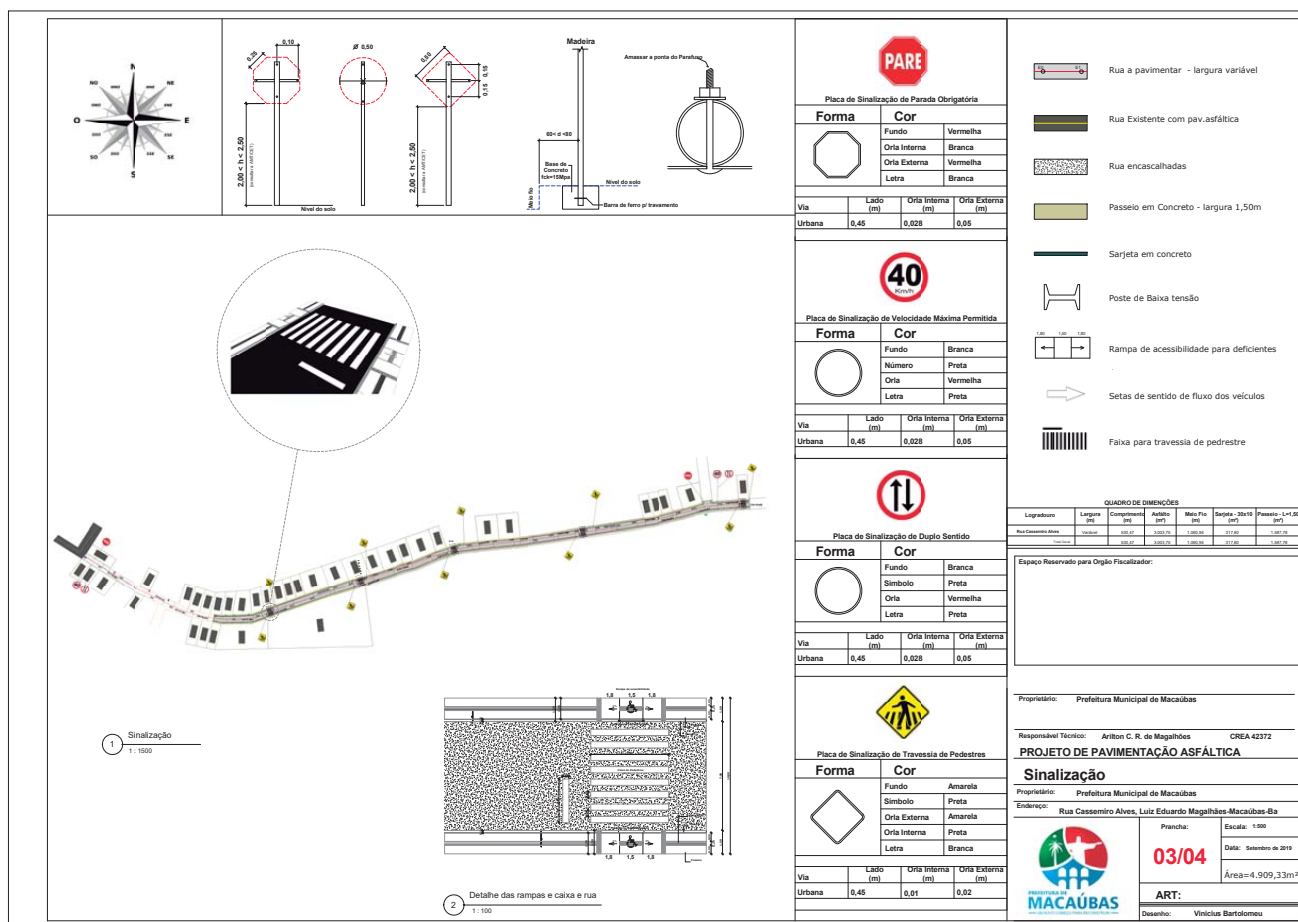 N
NO
NE
O
E
SO
SE
S
0,25
0,10
Ø 0,50
0,50
0,15
0,15
2,00 < h < 2,50
2,00 < h < 2,50
Nível do solo
Madeira
60< d <80
Base de
Concreto
fck=15Mpa
Nível do solo
Meio fio
Barra de ferro p/ travamento
Amassar a ponta do Parafuso
PARE
Placa de Sinalização de Parada Obrigatória
Forma Cor
Fundo Vermelha
Orla Interna Branca
Orla Externa Vermelha
Letra Branca
Via Lado (m) Orla Interna (m) Orla Externa (m)
Urbana 0,45 0,028 0,05
40
Km/h
Placa de Sinalização de Velocidade Máxima Permitida
Forma Cor
Fundo Branca
Número Preta
Orla Vermelha
Letra Preta
Via Lado (m) Orla Interna (m) Orla Externa (m)
Urbana 0,45 0,028 0,05
Placa de Sinalização de Duplo Sentido
Forma Cor
Fundo Branca
Símbolo Preta
Orla Vermelha
Letra Preta
Via Lado (m) Orla Interna (m) Orla Externa (m)
Urbana 0,45 0,028 0,05
Placa de Sinalização de Travessia de Pedestres
Forma Cor
Fundo Amarela
Símbolo Preta
Orla Externa Amarela
Orla Interna Preta
Letra Branca
Via Lado (m) Orla Interna (m) Orla Externa (m)
Urbana 0,45 0,01 0,02
Rua a pavimentar - largura variável
Rua Existente com pav.asfáltica
Rua encascalhadas
Passeio em Concreto - largura 1,50m
Sarjeta em concreto
Poste de Baixa tensão
Rampa de acessibilidade para deficientes
Setas de sentido de fluxo dos veículos
Faixa para travessia de pedrestre
QUADRO DE DIMENÇÕES
Logradouro Largura (m) Comprimento (m) Asfálto (m²) Meio Fio (m) Sarjeta - 30x10 (m²) Passeio - L=1,50 (m²)
Rua Cassemiro Alves Variável
Espaço Reservado para Orgão Fiscalizador:
Proprietário: Prefeitura Municipal de Macaúbas
Responsável Técnico: Arilton C. R. de Magalhões CREA 42372
PROJETO DE PAVIMENTAÇÃO ASFÁLTICA
Sinalização
Proprietário: Prefeitura Municipal de Macaúbas
Endereço:
Rua Cassemiro Alves, Luiz Eduardo Magalhães-Macaúbas-Ba
Prancha:
03/04
Escala: 1:500
Data: Setembro de 2019
Área=4.909,33m²
ART:
Desenho: Vinicius Bartolomeu
PREFEITURA DE
MACAÚBAS
1
Sinalização
1 : 1500
1,8 1,5 1,8
1,8 1,5 1,8
2
Detalhe das rampas e caixa e rua
1 : 100